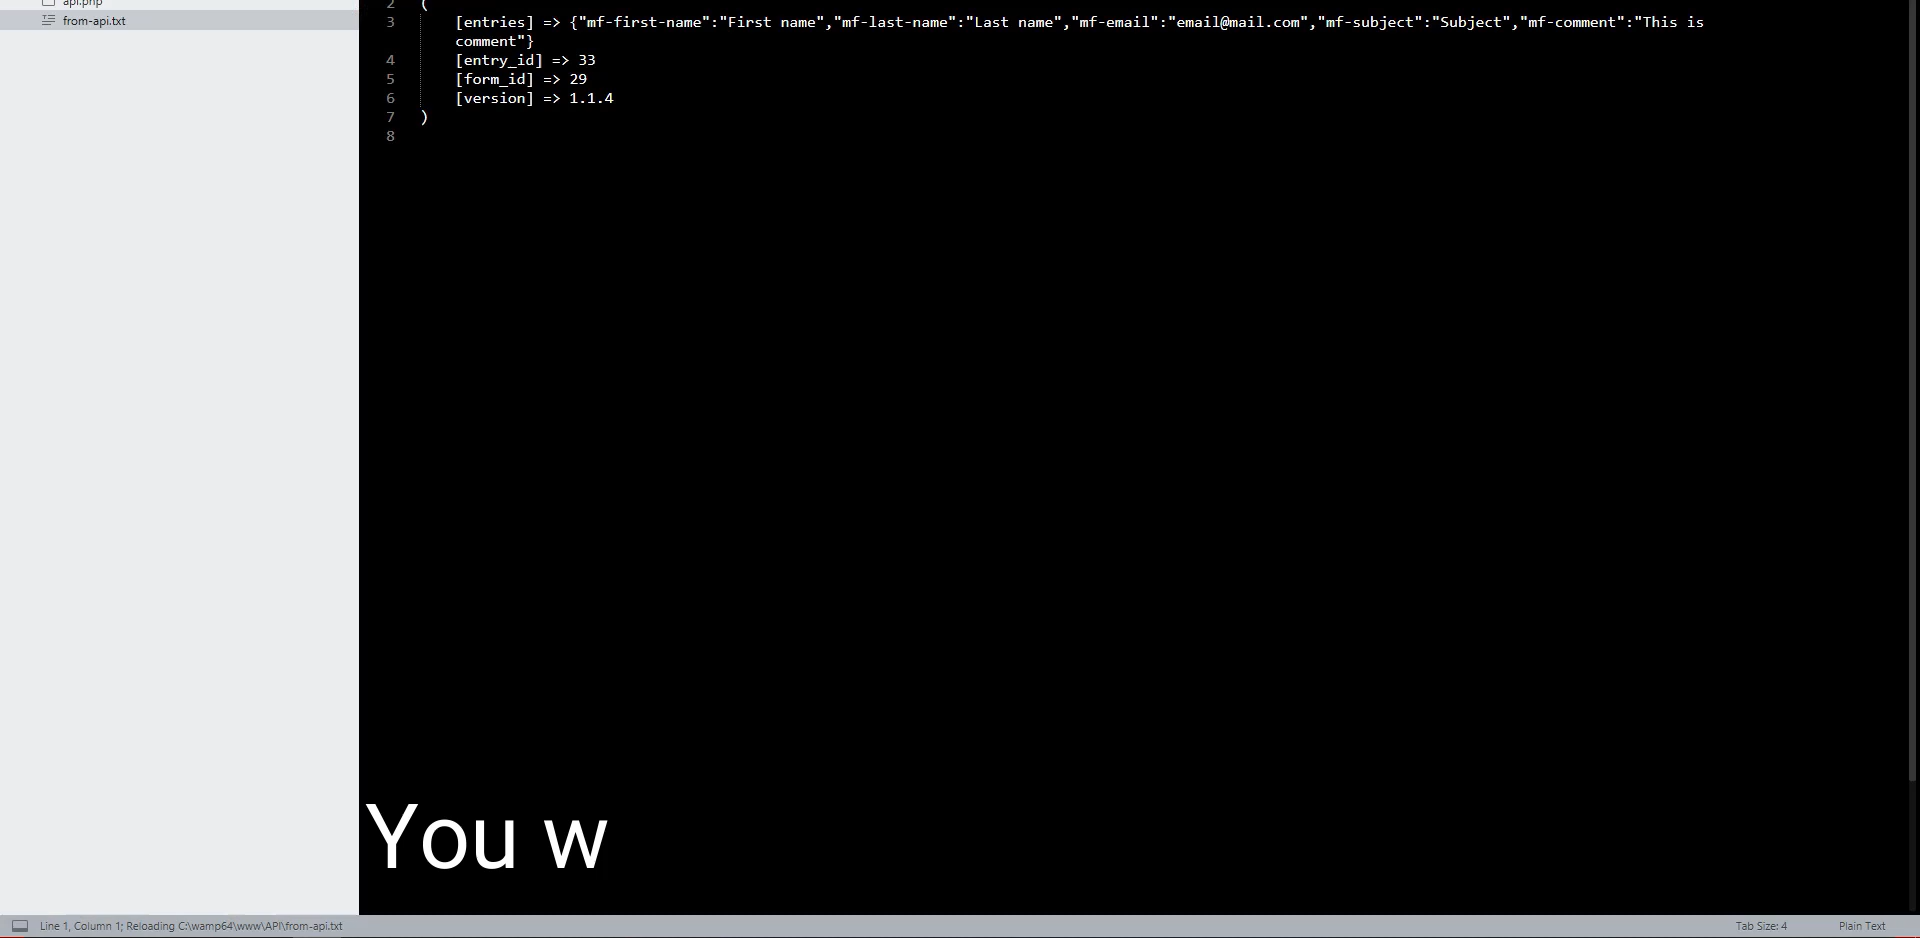 api.php
from-api.txt
2 (
3 [entries] => {"mf-first-name":"First name","mf-last-name":"Last name","mf-email":"email@mail.com","mf-subject":"Subject","mf-comment":"This is
comment"}
4 [entry_id] => 33
5 [form_id] => 29
6 [version] => 1.1.4
7 )
8
You w
Line 1, Column 1; Reloading C:\wamp64\www\API\from-api.txt
Tab Size: 4
Plain Text